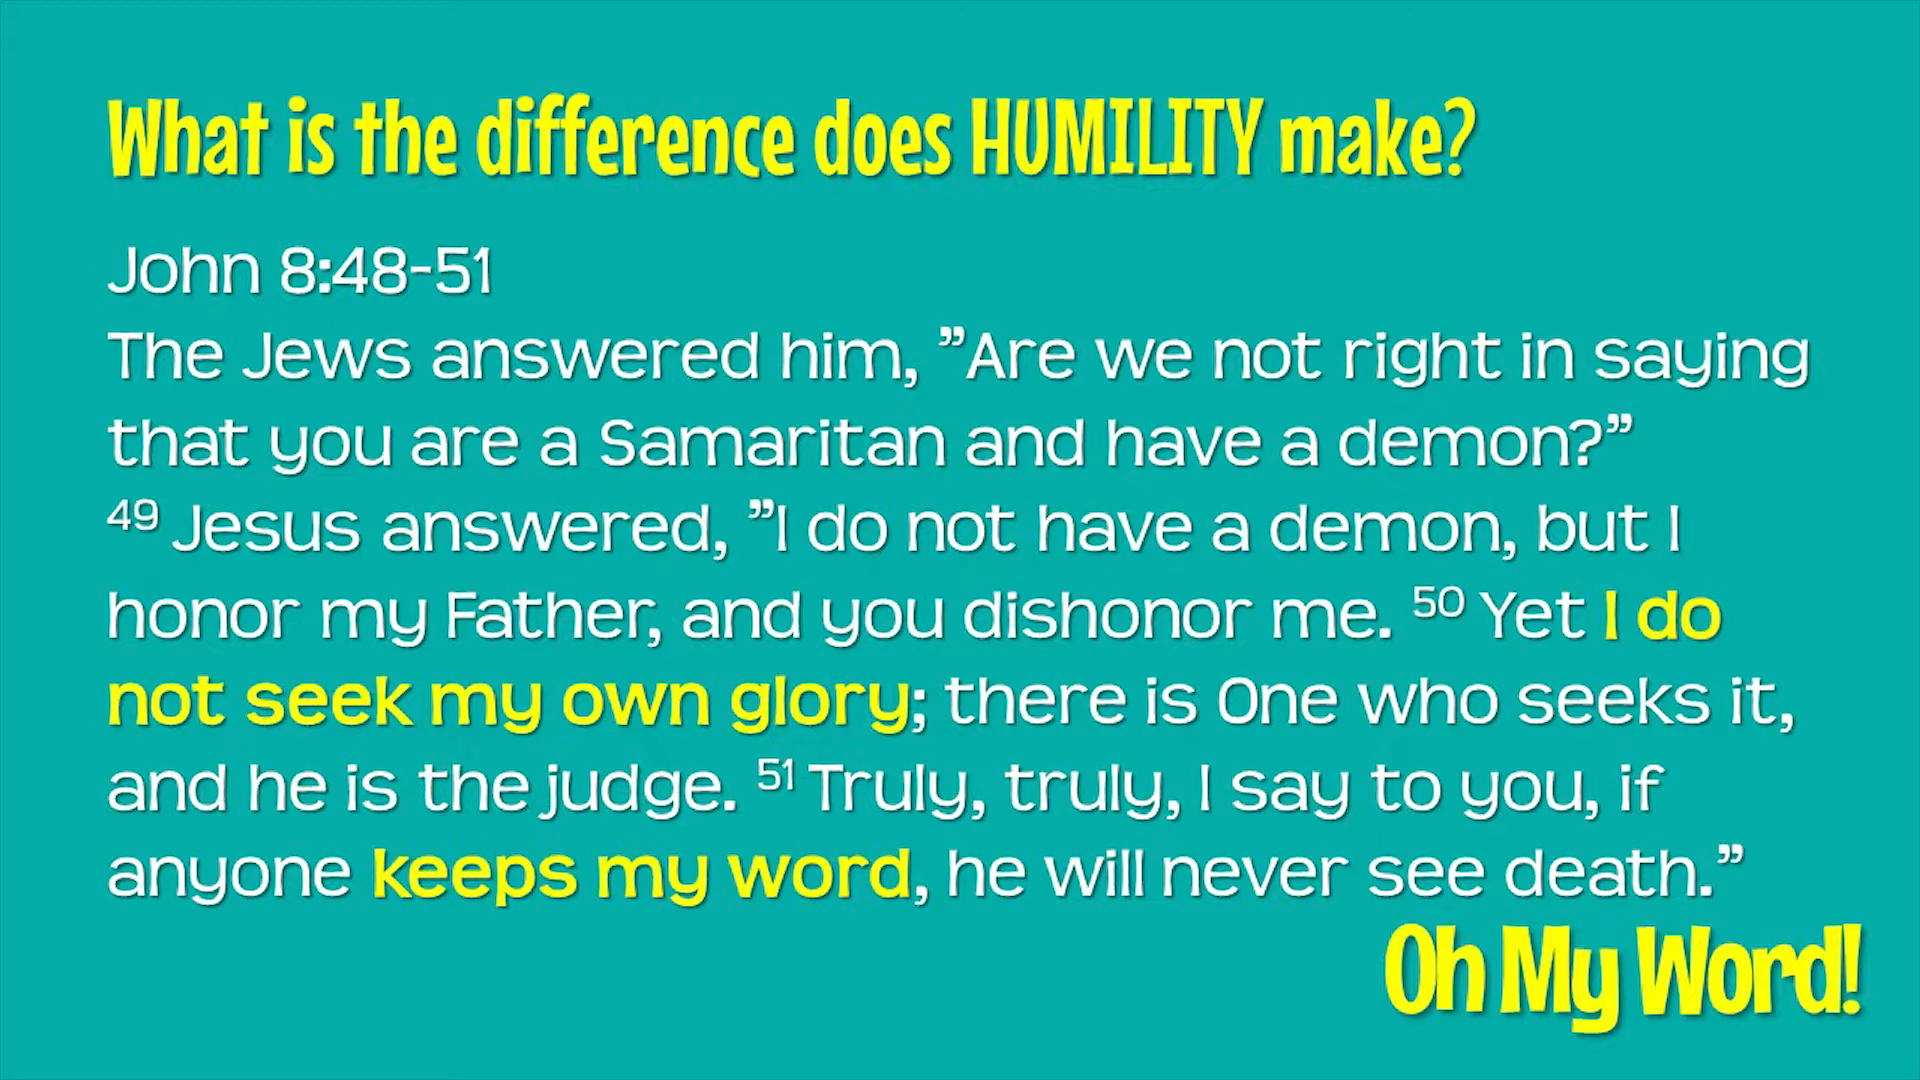 What is the difference does HUMILITY make?
John 8:48-51
The Jews answered him, ”Are we not right in saying
that you are a Samaritan and have a demon?”
49 Jesus answered, ”I do not have a demon, but I
honor my Father, and you dishonor me. 50 Yet I do
not seek my own glory; there is One who seeks it,
and he is the judge. 51 Truly, truly, I say to you, if
anyone keeps my word, he will never see death.”
Oh My Word!